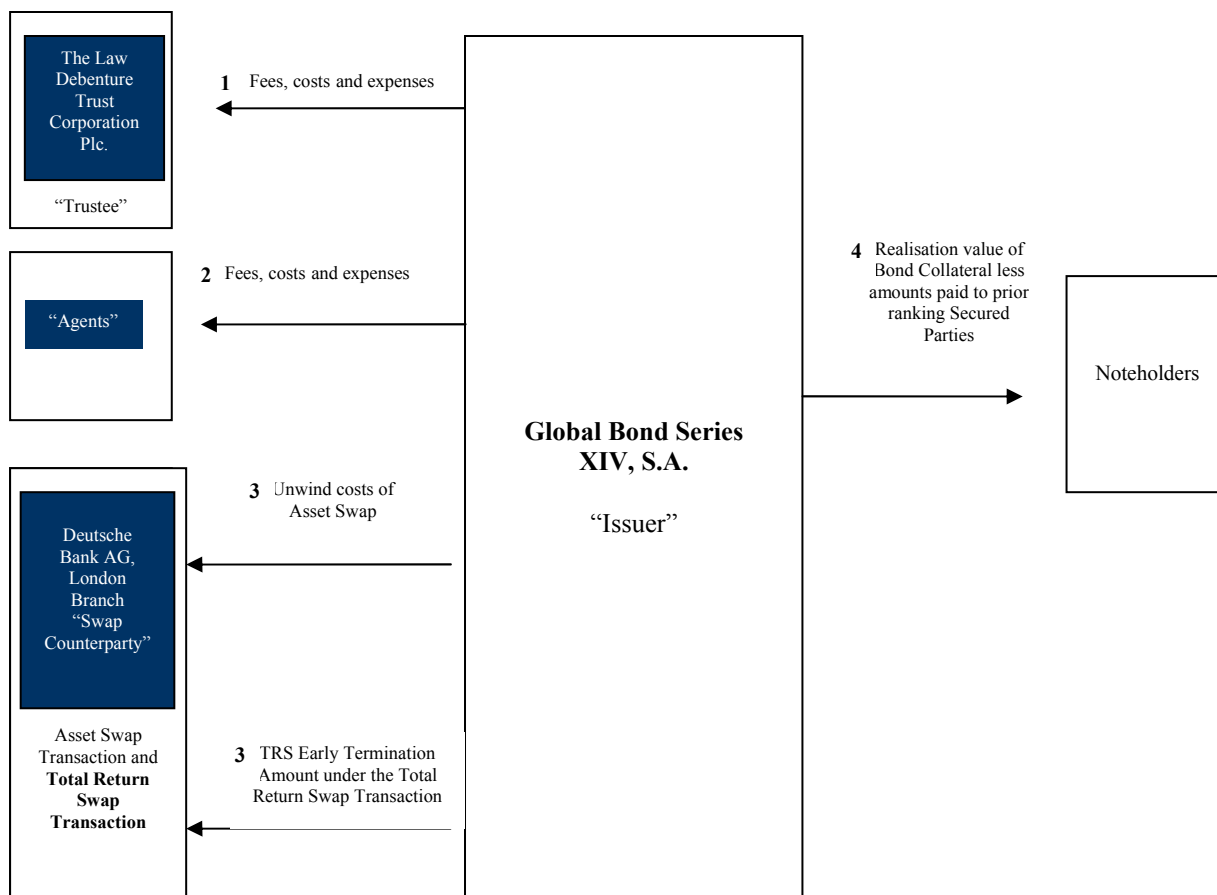 The Law
Debenture
Trust
Corporation
Plc.
“Trustee”
1 Fees, costs and expenses
“Agents”
2 Fees, costs and expenses
Deutsche
Bank AG,
London
Branch
“Swap
Counterparty”
Asset Swap
Transaction and
Total Return
Swap
Transaction
3 Unwind costs of
Asset Swap
3 TRS Early Termination
Amount under the Total
Return Swap Transaction
Global Bond Series
XIV, S.A.
“Issuer”
4 Realisation value of
Bond Collateral less
amounts paid to prior
ranking Secured
Parties
Noteholders